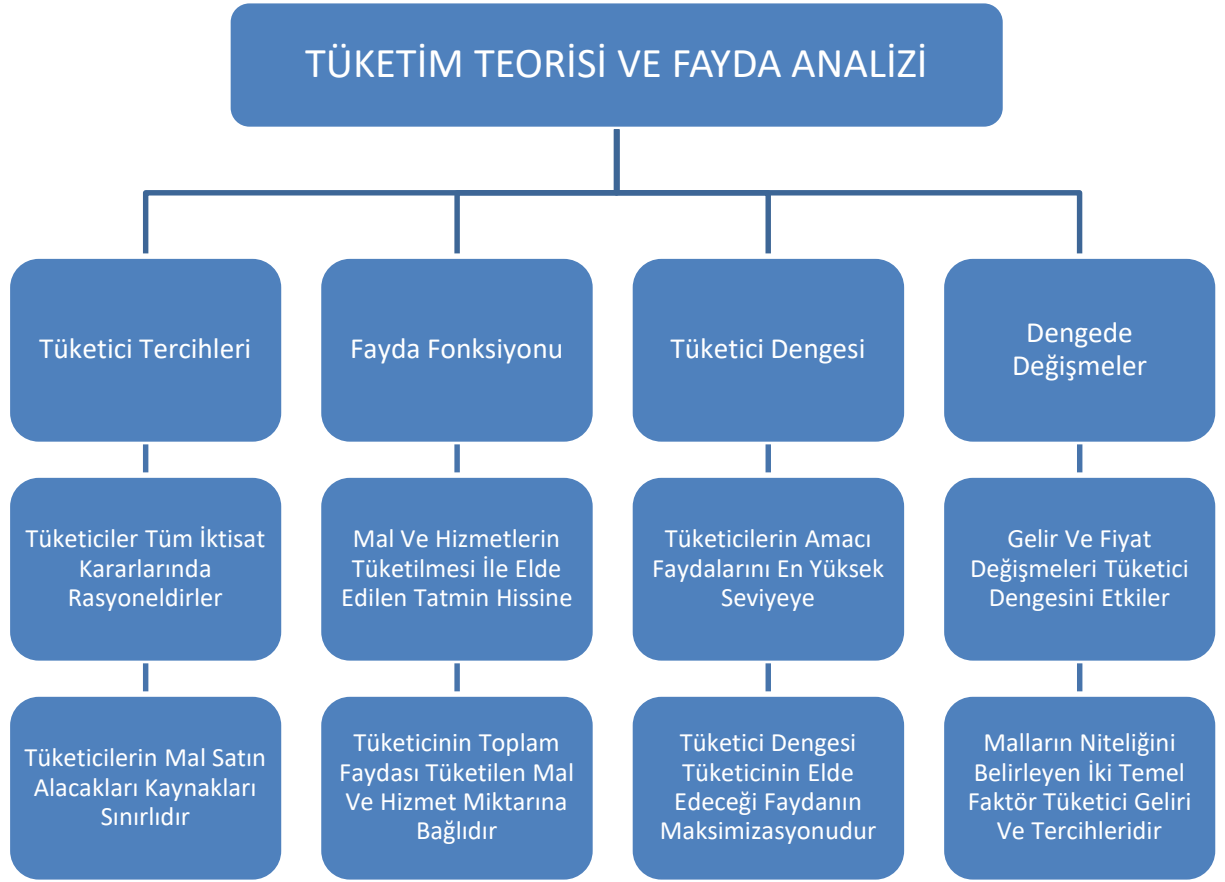 TÜKETİM TEORİSİ VE FAYDA ANALİZİ
Tüketici Tercihleri
Fayda Fonksiyonu
Tüketici Dengesi
Dengede
Değişmeler
Tüketiciler Tüm İktisat
Kararlarında
Rasyoneldirler
Mal Ve Hizmetlerin
Tüketilmesi İle Elde
Edilen Tatmin Hissine
Tüketicilerin Amacı
Faydalarını En Yüksek
Seviyeye
Gelir Ve Fiyat
Değişmeleri Tüketici
Dengesini Etkiler
Tüketicilerin Mal Satın
Alacakları Kaynakları
Sınırlıdır
Tüketicinin Toplam
Faydası Tüketilen Mal
Ve Hizmet Miktarına
Bağlıdır
Tüketici Dengesi
Tüketicinin Elde
Edeceği Faydanın
Maksimizasyonudur
Malların Niteliğini
Belirleyen İki Temel
Faktör Tüketici Geliri
Ve Tercihleridir